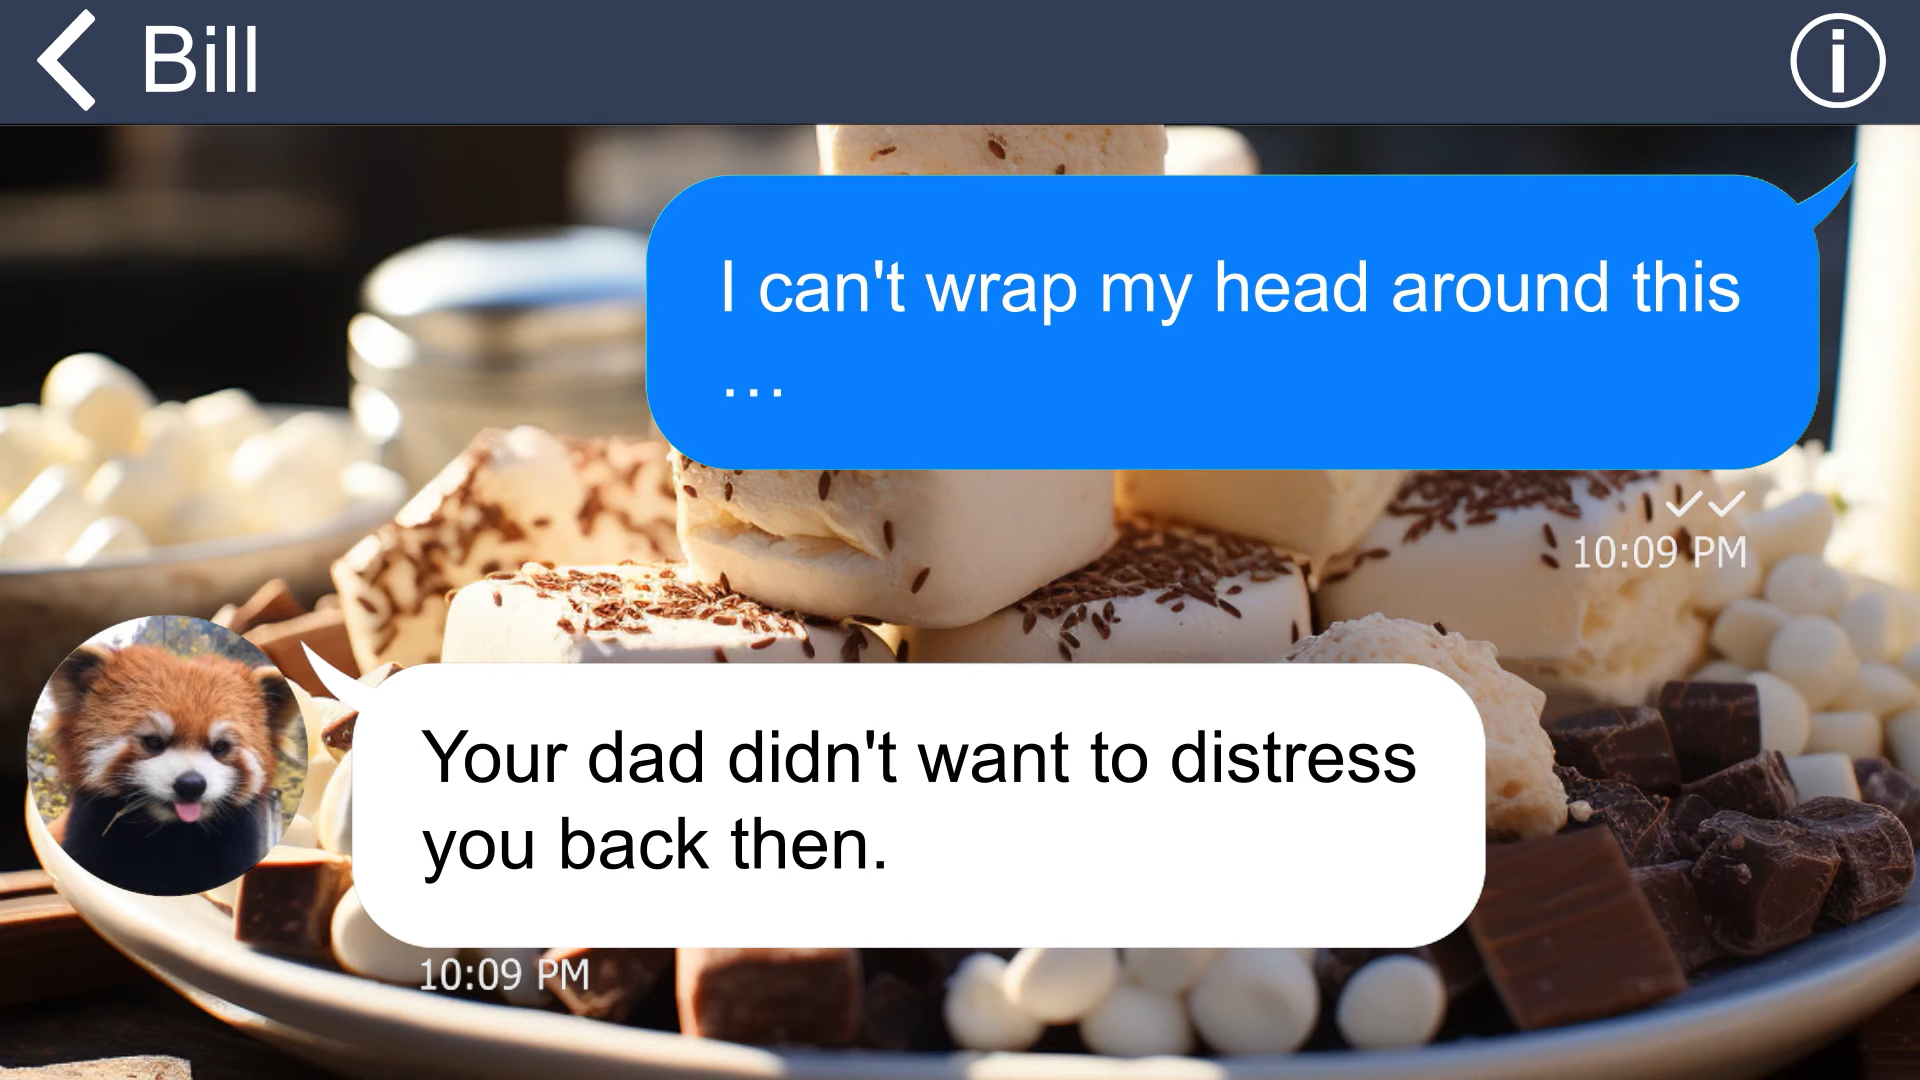 Bill
I can't wrap my head around this
...
10:09 PM
Your dad didn't want to distress
you back then.
10:09 PM